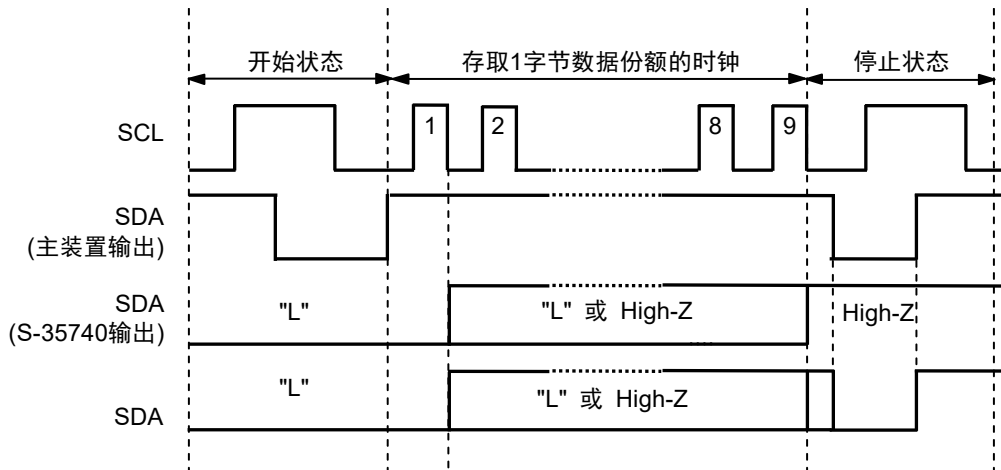 开始状态
存取1字节数据份额的时钟
停止状态
SCL
1
2
8
9
SDA
(主装置输出)
SDA
(S-35740输出)
"L"
"L" 或 High-Z
High-Z
SDA
"L"
"L" 或 High-Z